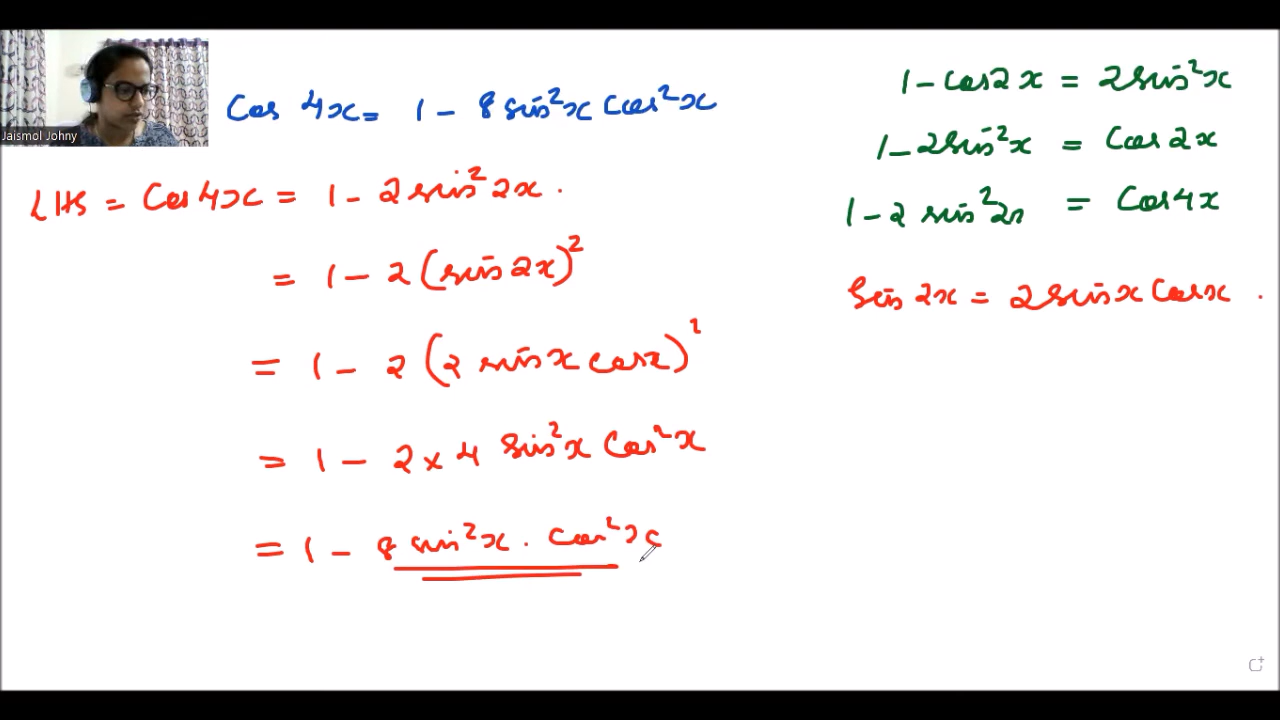 Jaismol Johny
Cos 4x = 1 - 8 sin²x cos²x
LHS = Cos 4x = 1 - 2 sin² 2x.
= 1 - 2 (sin 2x)²
= 1 - 2 (2 sin x cos x)²
= 1 - 2 × 4 sin²x cos²x
= 1 - 8 sin²x . cos²x
1 - cos 2x = 2 sin²x
1 - 2 sin²x = cos 2x
1 - 2 sin² 2x = cos 4x
Sin 2x = 2 sin x cos x.